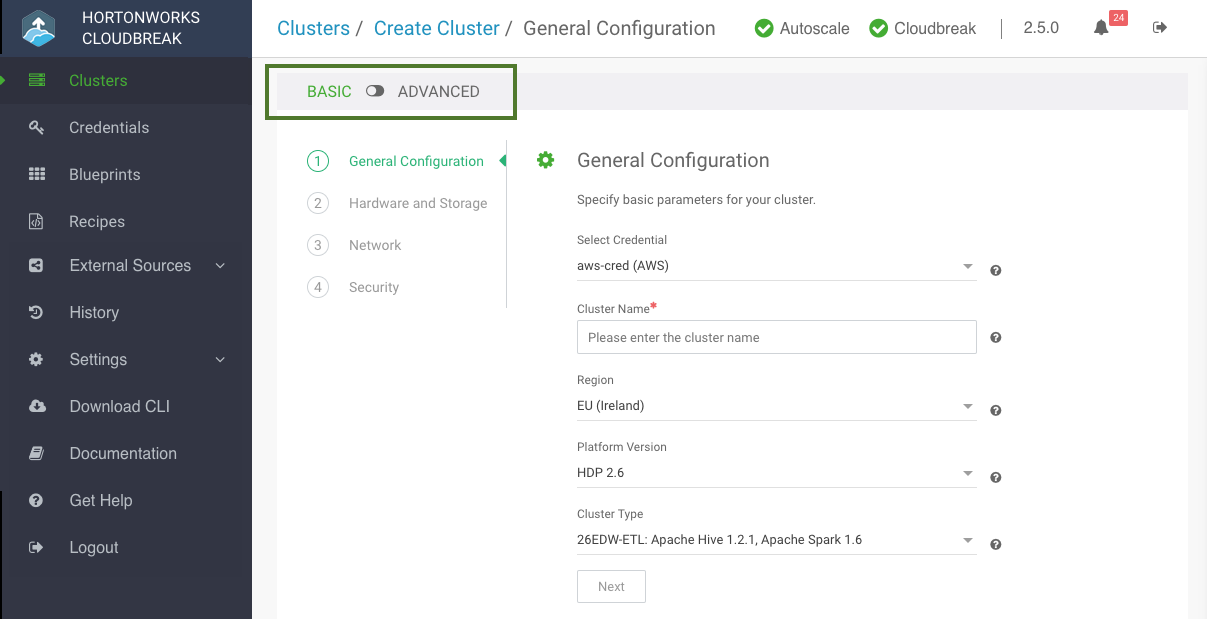 HORTONWORKS
CLOUDBREAK
Clusters
Credentials
Blueprints
Recipes
External Sources
History
Settings
Download CLI
Documentation
Get Help
Logout
Clusters / Create Cluster / General Configuration
Autoscale
Cloudbreak
2.5.0
24
BASIC ADVANCED
1 General Configuration
2 Hardware and Storage
3 Network
4 Security
General Configuration
Specify basic parameters for your cluster.
Select Credential
aws-cred (AWS)
Cluster Name*
Please enter the cluster name
Region
EU (Ireland)
Platform Version
HDP 2.6
Cluster Type
26EDW-ETL: Apache Hive 1.2.1, Apache Spark 1.6
Next